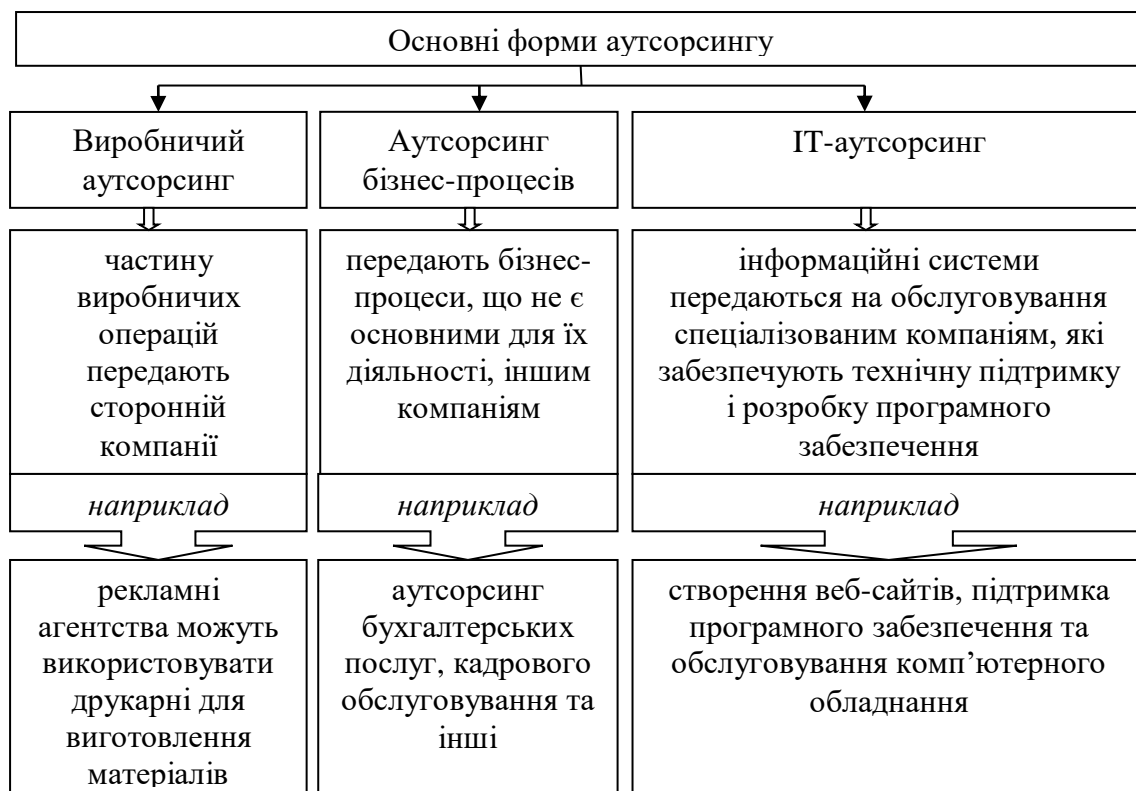 Основні форми аутсорсингу
Виробничий
аутсорсинг
Аутсорсинг
бізнес-процесів
ІТ-аутсорсинг
частину
виробничих
операцій
передають
сторонній
компанії
передають бізнес-
процеси, що не є
основними для їх
діяльності, іншим
компаніям
інформаційні системи
передаються на обслуговування
спеціалізованим компаніям, які
забезпечують технічну підтримку
і розробку програмного
забезпечення
наприклад
наприклад
наприклад
рекламні
агентства можуть
використовувати
друкарні для
виготовлення
матеріалів
аутсорсинг
бухгалтерських
послуг, кадрового
обслуговування та
інші
створення веб-сайтів, підтримка
програмного забезпечення та
обслуговування комп’ютерного
обладнання